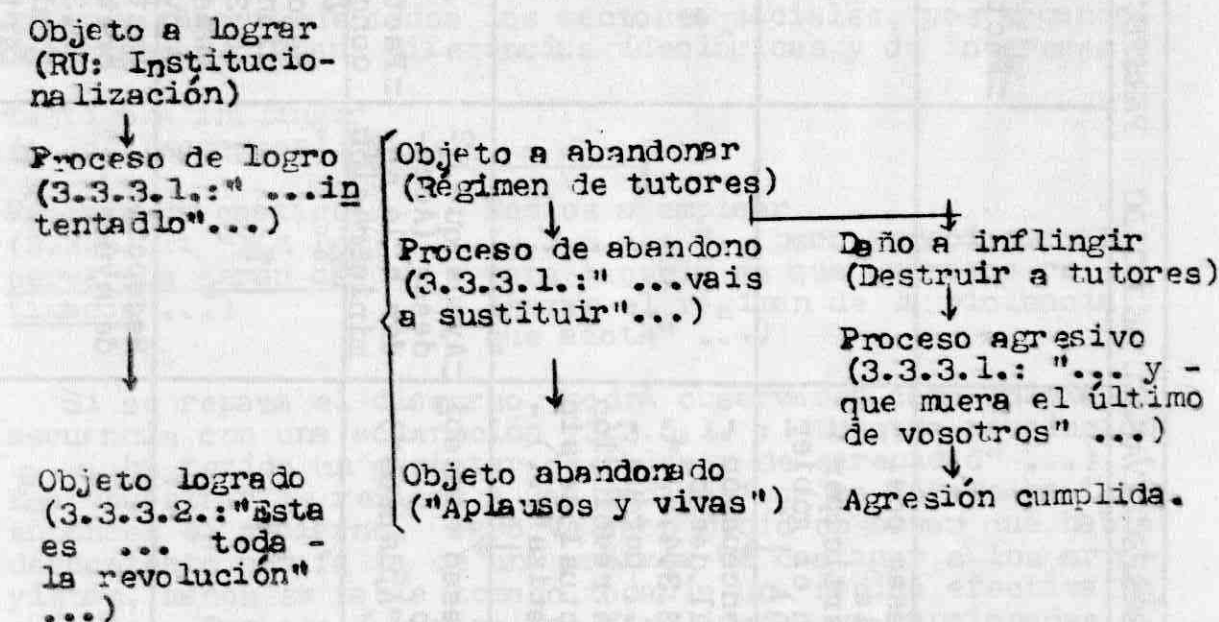 Objeto a lograr
(RU: Institucio-
nalización)
Proceso de logro
(3.3.3.1.:" ...in
tentadlo"...)
Objeto logrado
(3.3.3.2.:"Esta
es ... toda -
la revolución"
...)
Objeto a abandonar
(Régimen de tutores)
Proceso de abandono
(3.3.3.1.:" ...vais
a sustituir"...)
Objeto abandonado
("Aplausos y vivas")
Daño a inflingir
(Destruir a tutores)
Proceso agresivo
(3.3.3.1.: "... y -
que muera el último
de vosotros" ...)
Agresión cumplida.